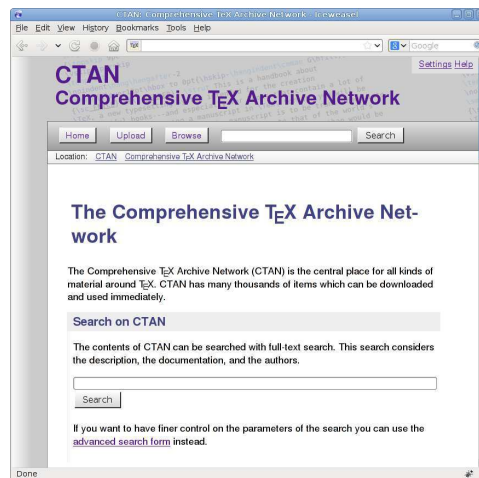 CTAN: Comprehensive TEX Archive Network - Iceweasel
File Edit View History Bookmarks Tools Help
Google
Settings Help
CTAN
Comprehensive TEX Archive Network
Home Upload Browse Search
Location: CTAN Comprehensive TEX Archive Network
The Comprehensive TEX Archive Net-
work
The Comprehensive TEX Archive Network (CTAN) is the central place for all kinds of
material around TEX. CTAN has many thousands of items which can be downloaded
and used immediately.
Search on CTAN
The contents of CTAN can be searched with full-text search. This search considers
the description, the documentation, and the authors.
Search
If you want to have finer control on the parameters of the search you can use the
advanced search form instead.
Done